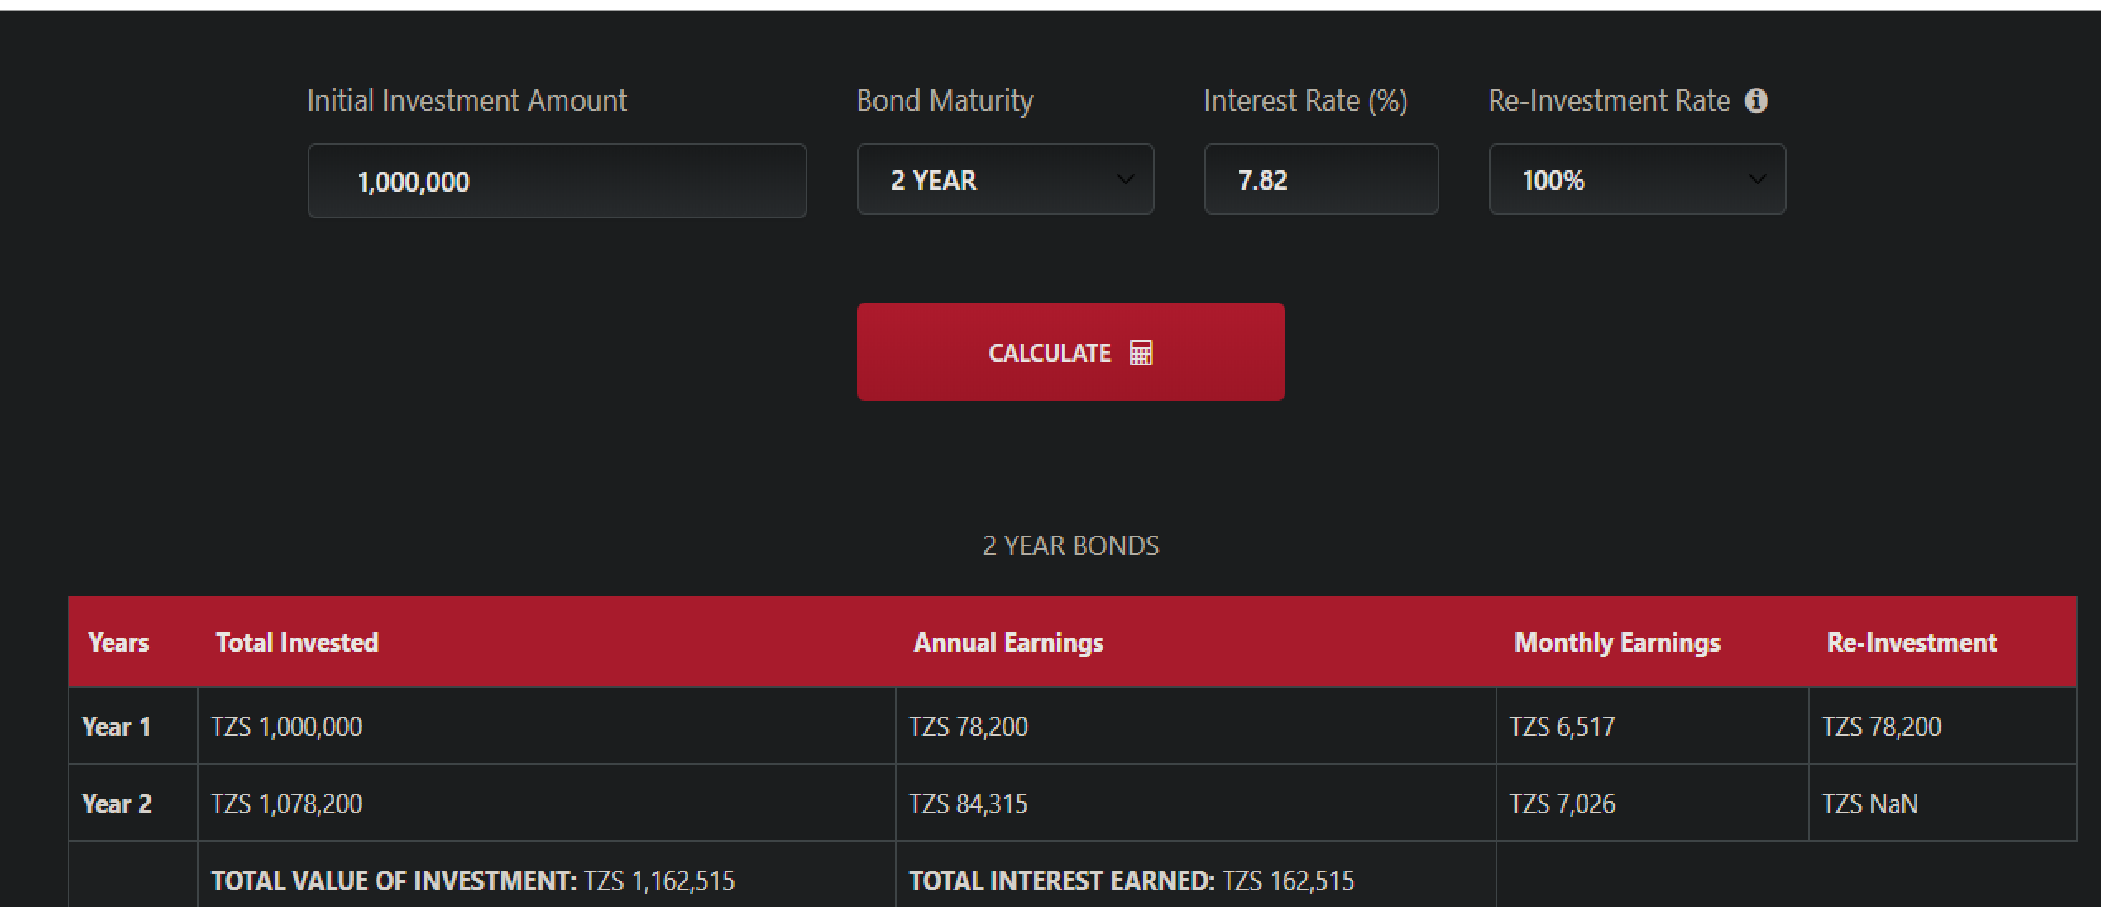 Initial Investment Amount Bond Maturity Interest Rate (%) Re-Investment Rate
1,000,000 2 YEAR 7.82 100%
CALCULATE
2 YEAR BONDS
Years Total Invested Annual Earnings Monthly Earnings Re-Investment
Year 1 TZS 1,000,000 TZS 78,200 TZS 6,517 TZS 78,200
Year 2 TZS 1,078,200 TZS 84,315 TZS 7,026 TZS NaN
TOTAL VALUE OF INVESTMENT: TZS 1,162,515 TOTAL INTEREST EARNED: TZS 162,515